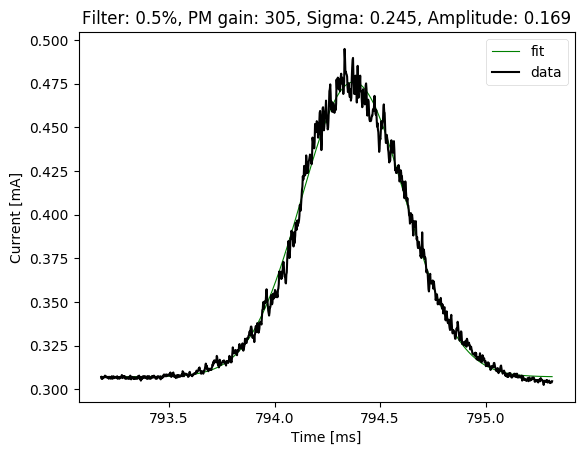 Filter: 0.5%, PM gain: 305, Sigma: 0.245, Amplitude: 0.169
fit
data
0.500
0.475
0.450
0.425
0.400
0.375
0.350
0.325
0.300
Current [mA]
793.5 794.0 794.5 795.0
Time [ms]